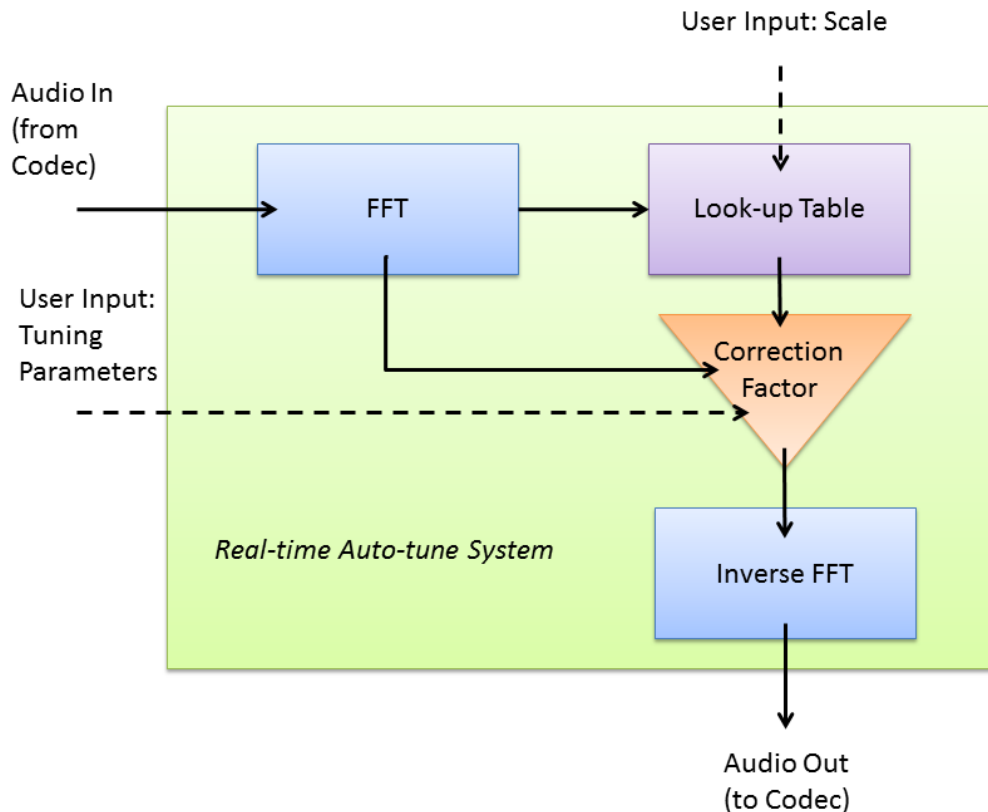 User Input: Scale
Audio In
(from
Codec)
FFT
Look-up Table
User Input:
Tuning
Parameters
Correction
Factor
Real-time Auto-tune System
Inverse FFT
Audio Out
(to Codec)